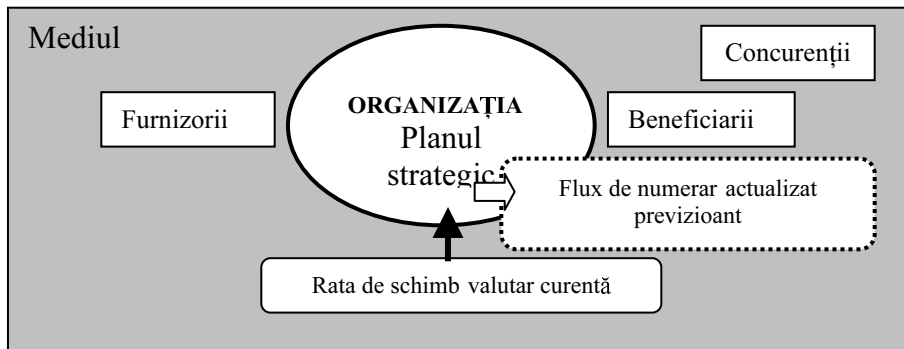 Mediul
Concurenții
Furnizorii
ORGANIZAȚIA
Planul
strategic
Beneficiarii
Flux de numerar actualizat
previzioant
Rata de schimb valutar curentă